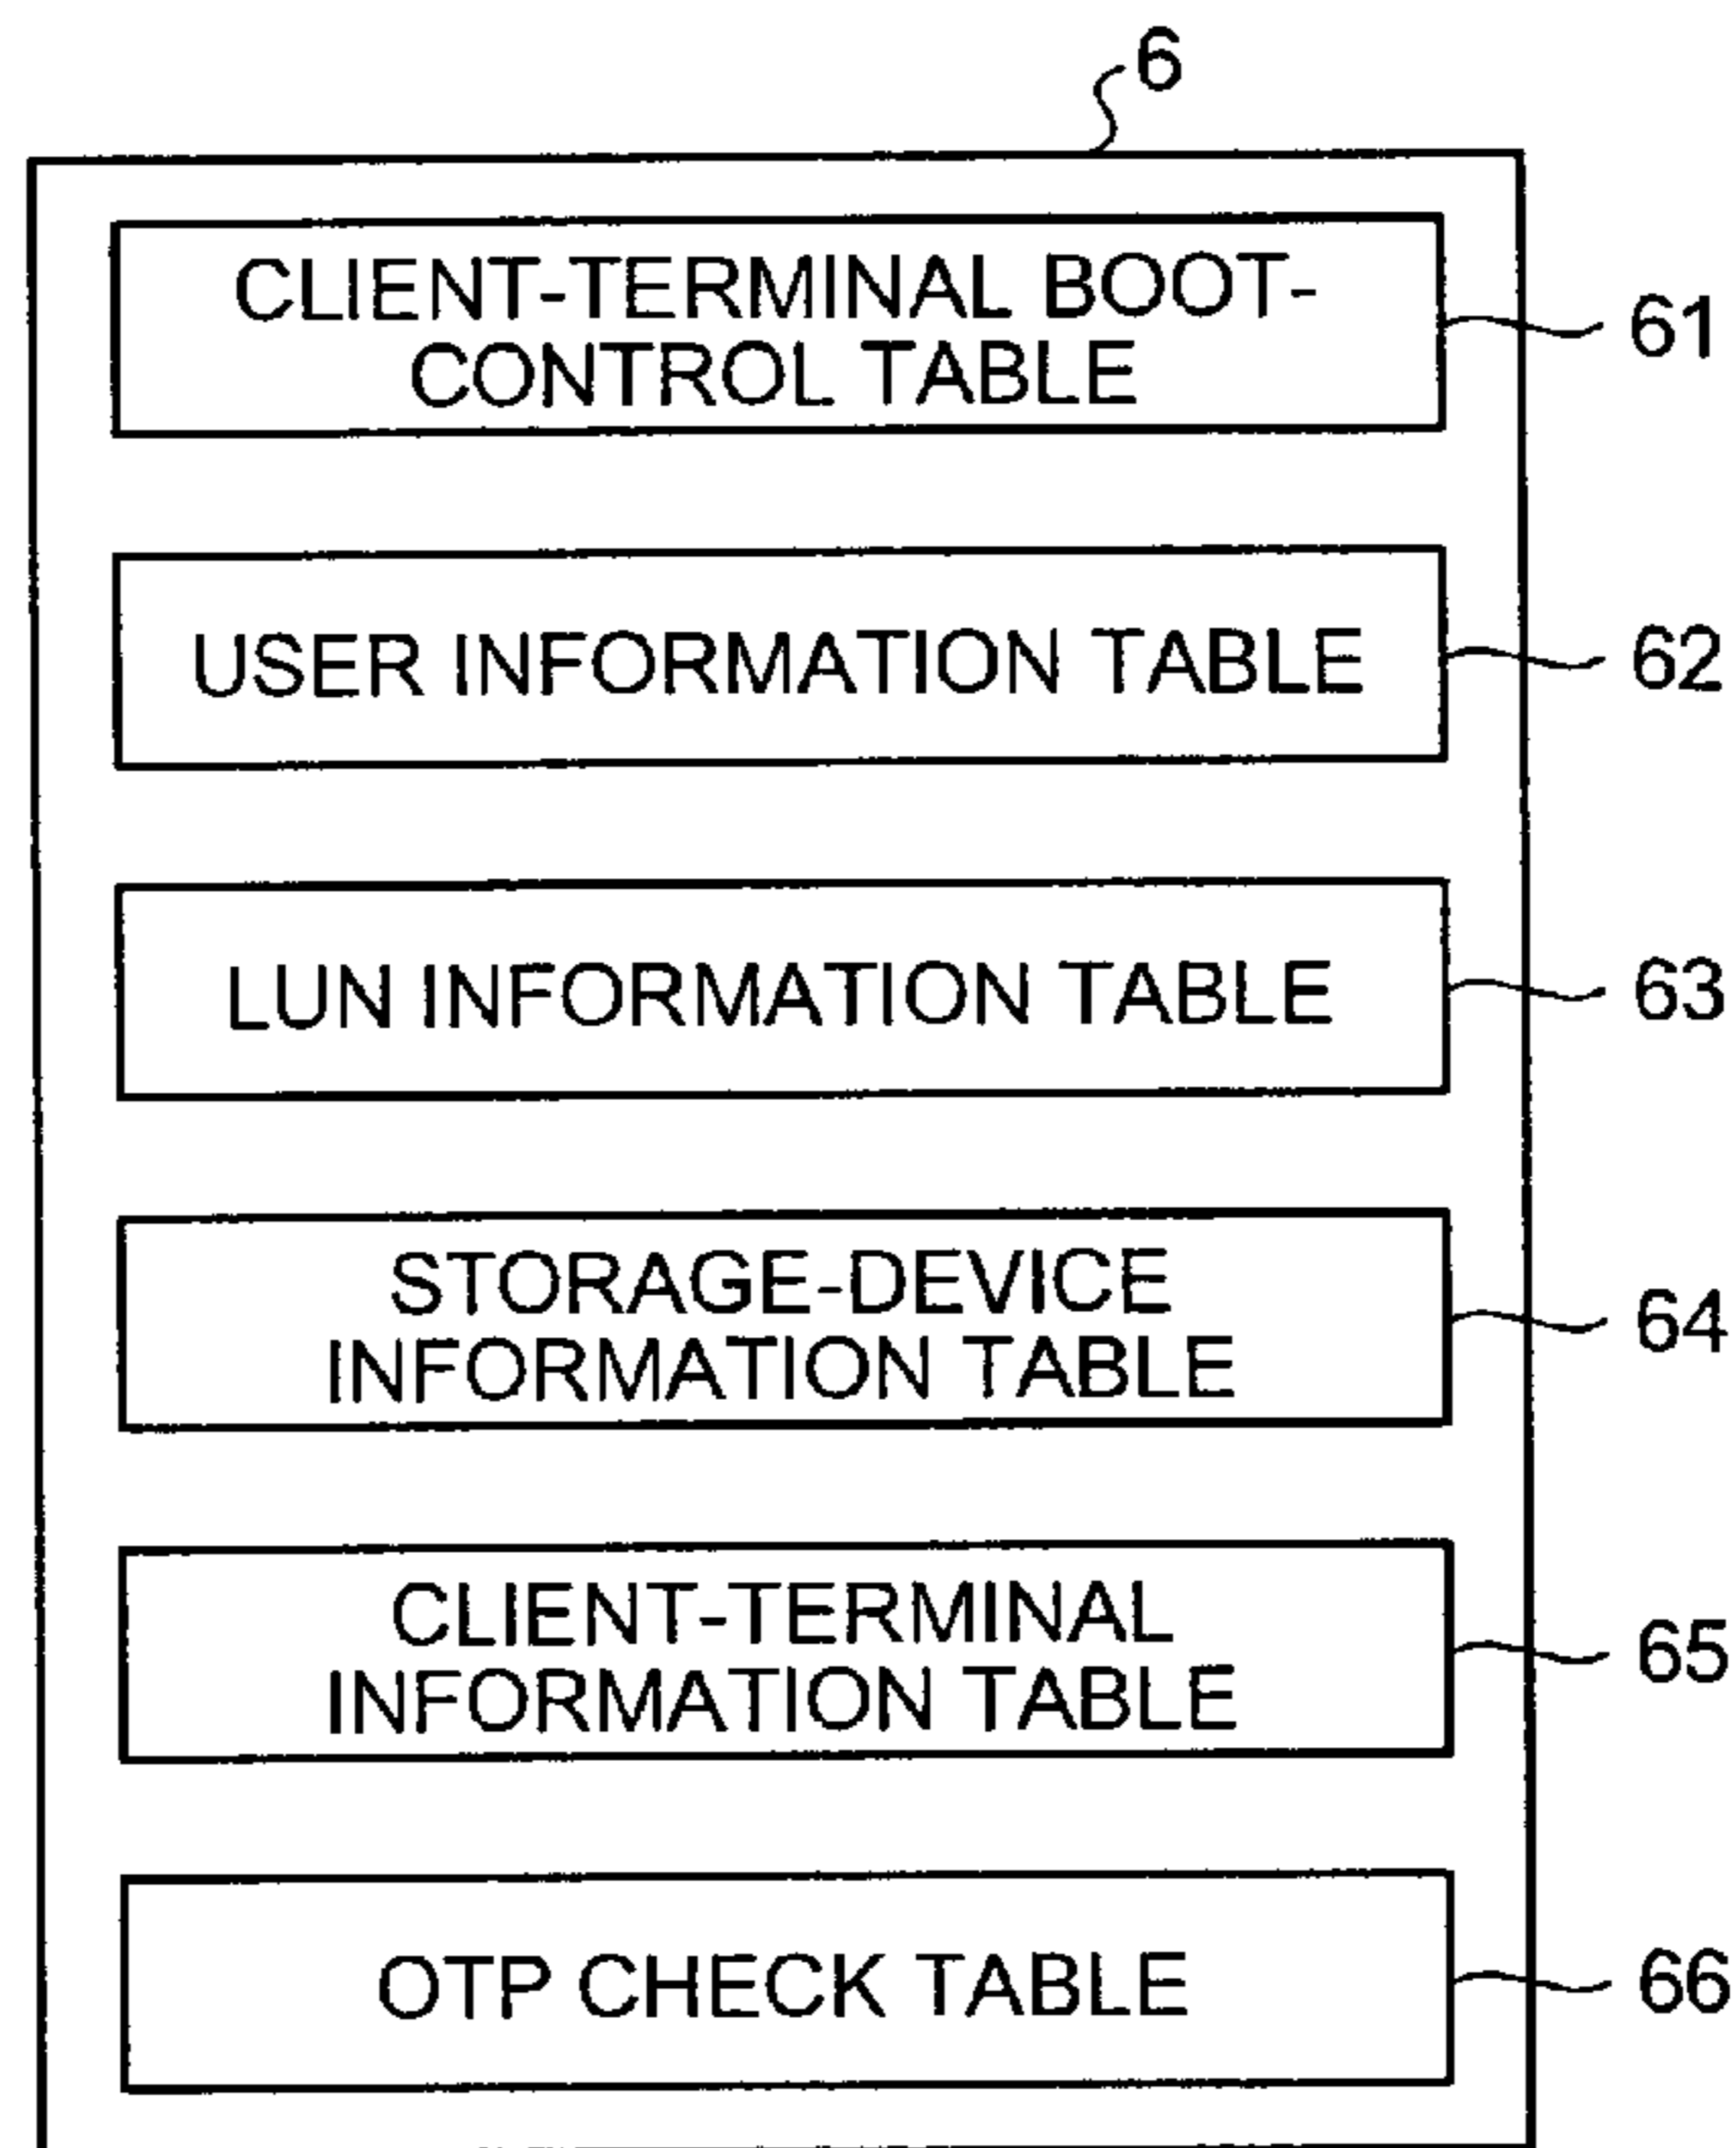 6
CLIENT-TERMINAL BOOT-
CONTROL TABLE
61
USER INFORMATION TABLE
62
LUN INFORMATION TABLE
63
STORAGE-DEVICE
INFORMATION TABLE
64
CLIENT-TERMINAL
INFORMATION TABLE
65
OTP CHECK TABLE
66